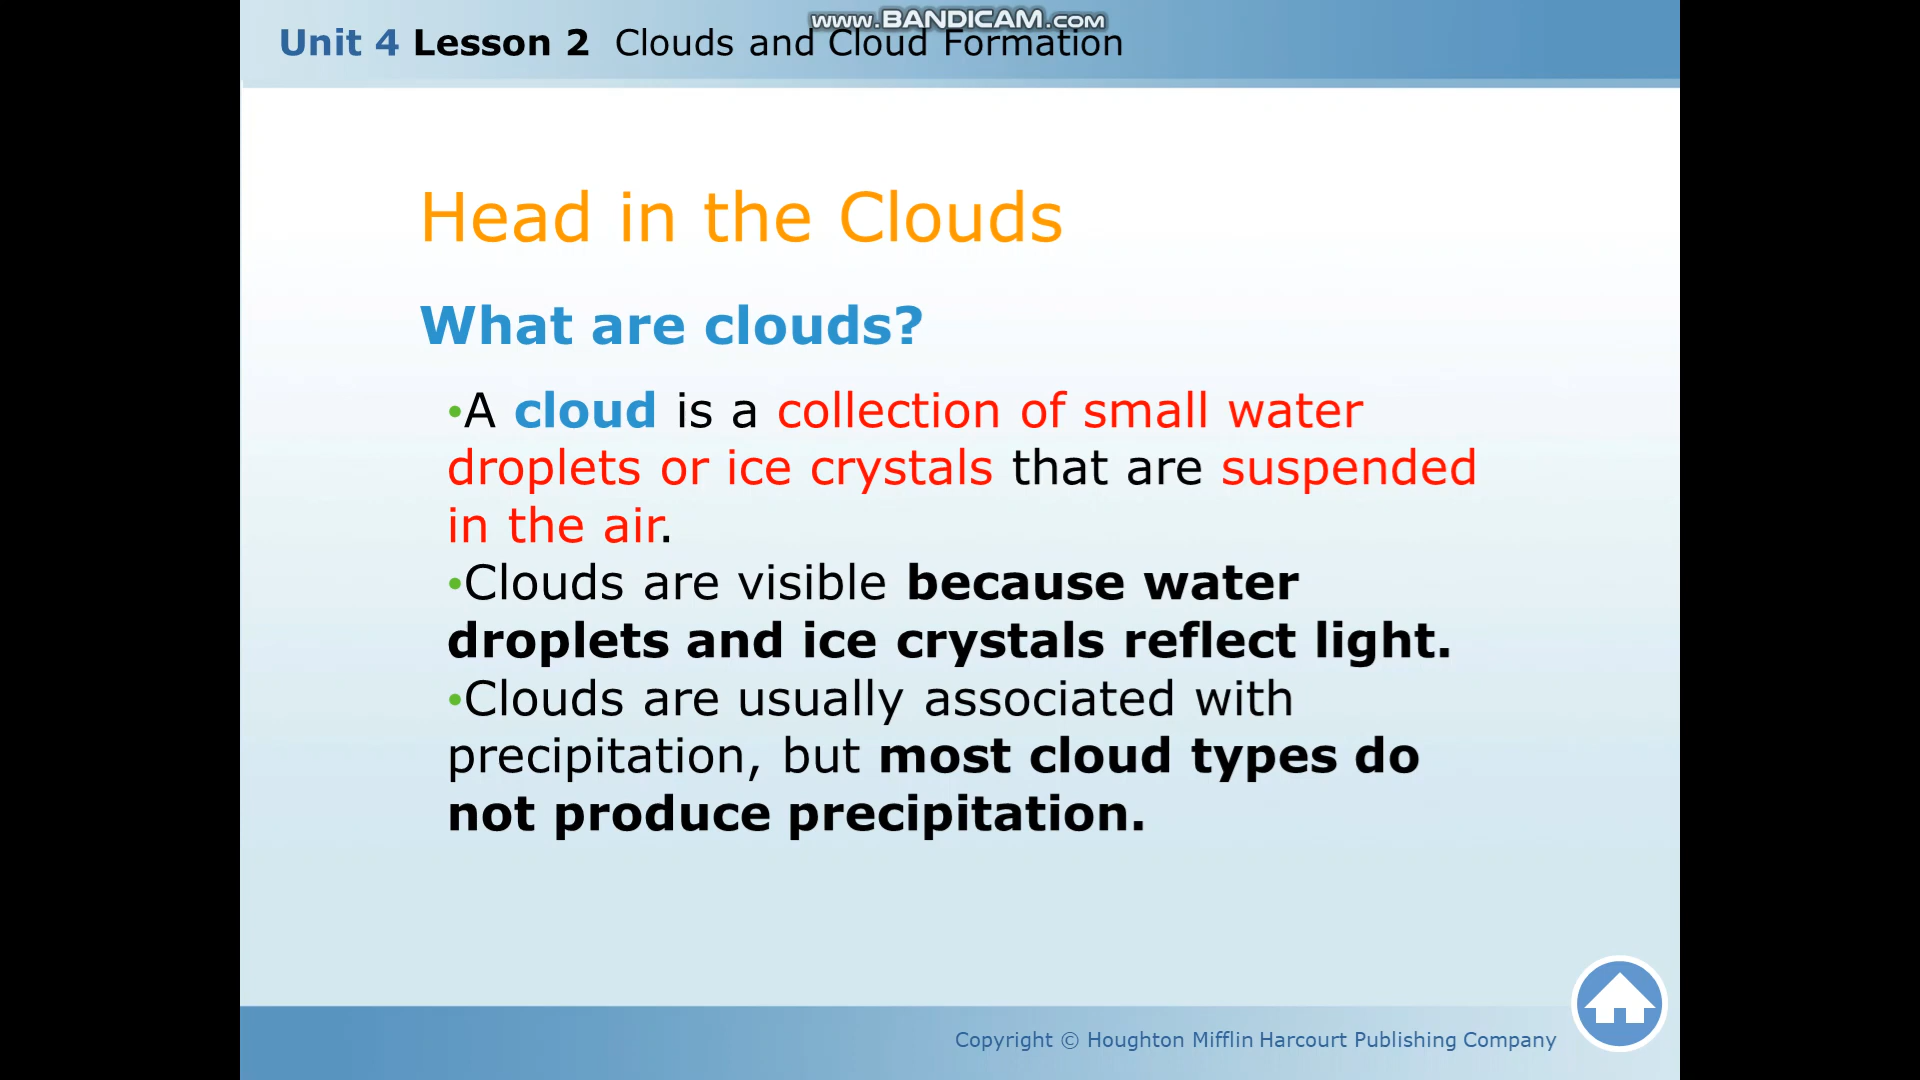 www.BANDICAM.com
Unit 4 Lesson 2 Clouds and Cloud Formation
Head in the Clouds
What are clouds?
•A cloud is a collection of small water
droplets or ice crystals that are suspended
in the air.
•Clouds are visible because water
droplets and ice crystals reflect light.
•Clouds are usually associated with
precipitation, but most cloud types do
not produce precipitation.
Copyright © Houghton Mifflin Harcourt Publishing Company